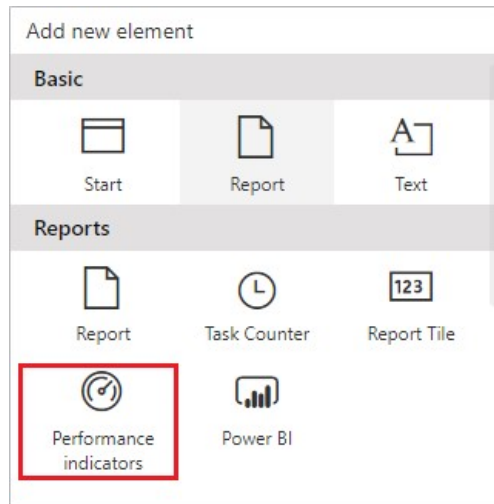 Add new element
Basic
A
Start
Report
Text
Reports
123
Report
Task Counter
Report Tile
Performance
indicators
Power BI